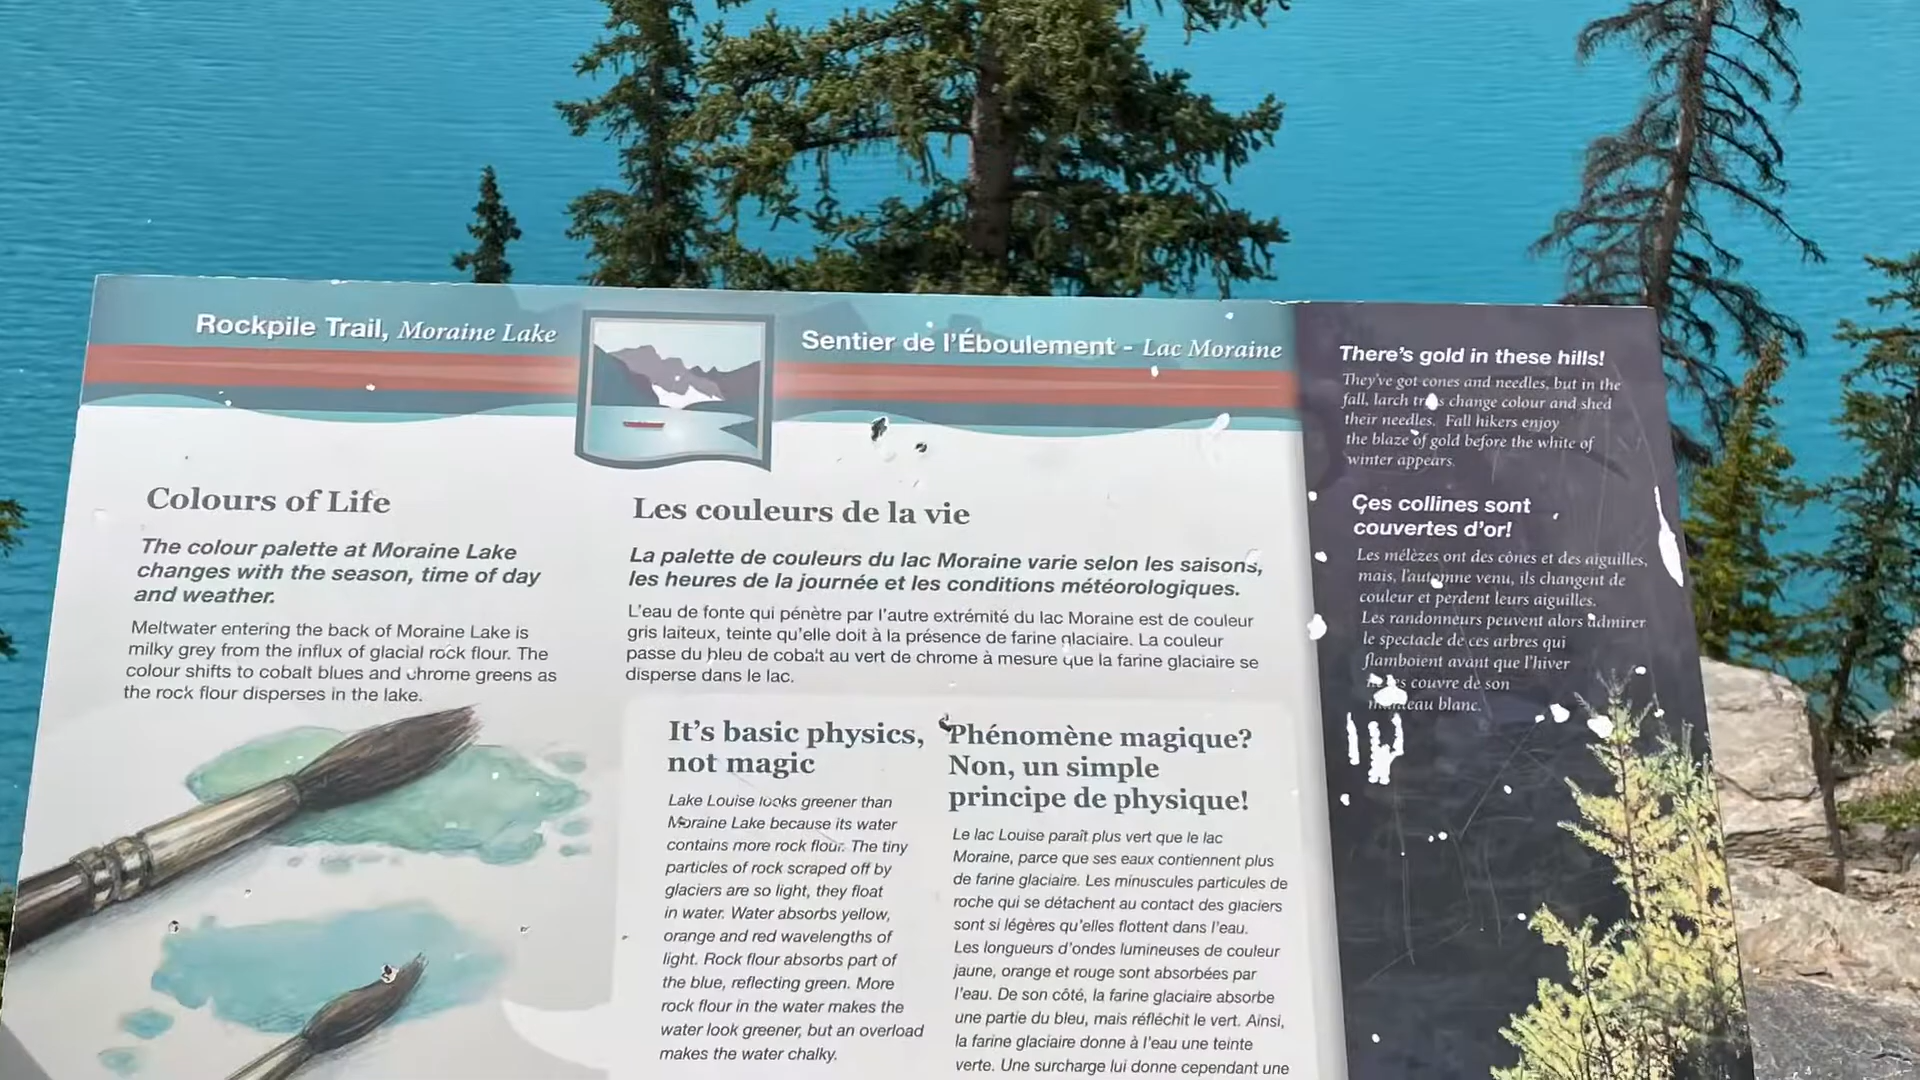 Rockpile Trail, Moraine Lake
Sentier de l'Éboulement - Lac Moraine
Colours of Life
The colour palette at Moraine Lake
changes with the season, time of day
and weather.
Meltwater entering the back of Moraine Lake is
milky grey from the influx of glacial rock flour. The
colour shifts to cobalt blues and chrome greens as
the rock flour disperses in the lake.
Les couleurs de la vie
La palette de couleurs du lac Moraine varie selon les saisons,
les heures de la journée et les conditions météorologiques.
L'eau de fonte qui pénètre par l'autre extrémité du lac Moraine est de couleur
gris laiteux, teinte qu'elle doit à la présence de farine glaciaire. La couleur
passe du bleu de cobalt au vert de chrome à mesure que la farine glaciaire se
disperse dans le lac.
It's basic physics,
not magic
Lake Louise looks greener than
Moraine Lake because its water
contains more rock flour. The tiny
particles of rock scraped off by
glaciers are so light, they float
in water. Water absorbs yellow,
orange and red wavelengths of
light. Rock flour absorbs part of
the blue, reflecting green. More
rock flour in the water makes the
water look greener, but an overload
makes the water chalky.
Phénomène magique?
Non, un simple
principe de physique!
Le lac Louise paraît plus vert que le lac
Moraine, parce que ses eaux contiennent plus
de farine glaciaire. Les minuscules particules de
roche qui se détachent au contact des glaciers
sont si légères qu'elles flottent dans l'eau.
Les longueurs d'ondes lumineuses de couleur
jaune, orange et rouge sont absorbées par
l'eau. De son côté, la farine glaciaire absorbe
une partie du bleu, mais réfléchit le vert. Ainsi,
la farine glaciaire donne à l'eau une teinte
verte. Une surcharge lui donne cependant une
There's gold in these hills!
They've got cones and needles, but in the
fall, larch trees change colour and shed
their needles. Fall hikers enjoy
the blaze of gold before the white of
winter appears.
Ces collines sont
couvertes d'or!
Les mélèzes ont des cônes et des aiguilles,
mais, l'automne venu, ils changent de
couleur et perdent leurs aiguilles.
Les randonneurs peuvent alors admirer
le spectacle de ces arbres qui
flamboient avant que l'hiver
couvre de son
manteau blanc.